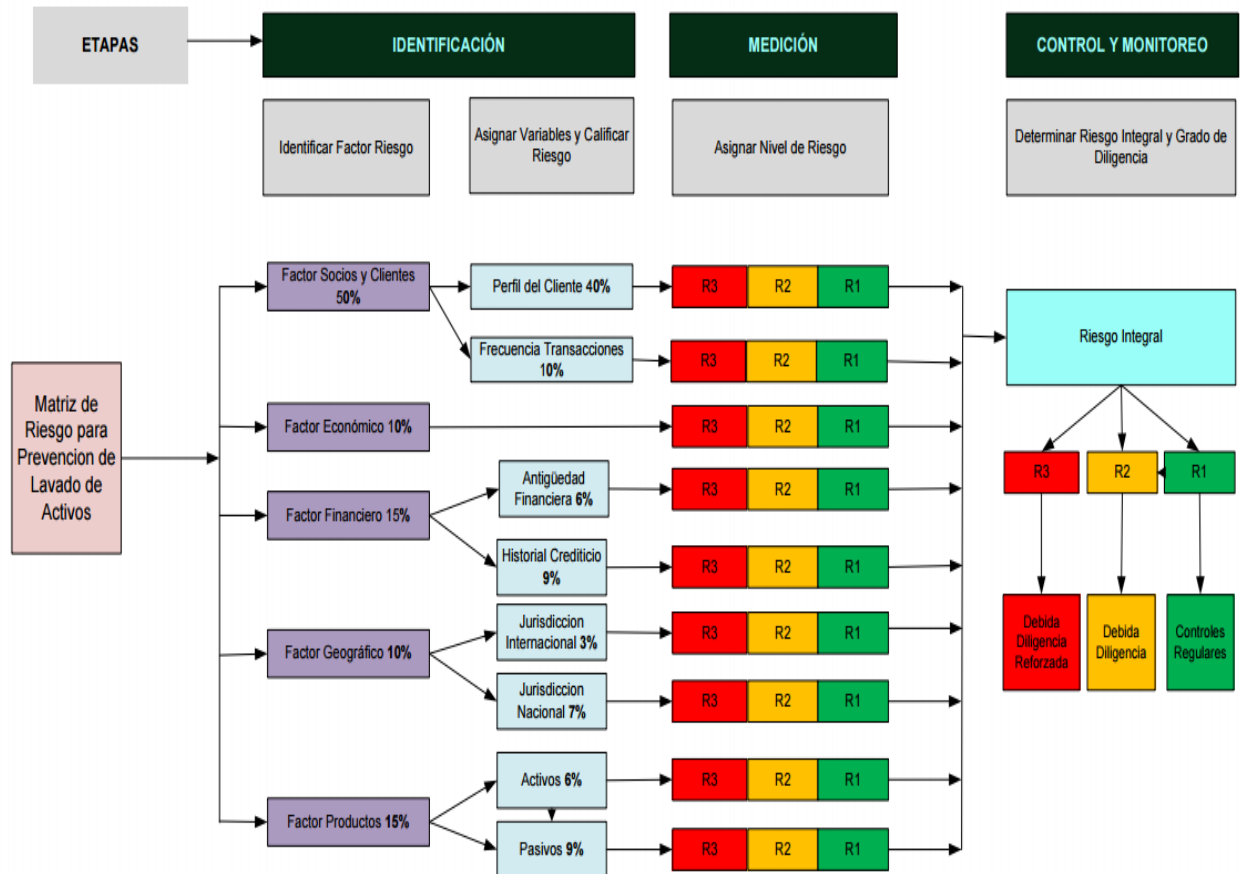 ETAPAS
IDENTIFICACIÓN
MEDICIÓN
CONTROL Y MONITOREO
Identificar Factor Riesgo
Asignar Variables y Calificar
Riesgo
Asignar Nivel de Riesgo
Determinar Riesgo Integral y Grado de
Diligencia
Matriz de
Riesgo para
Prevencion de
Lavado de
Activos
Factor Socios y Clientes
50%
Perfil del Cliente 40%
R3
R2
R1
Frecuencia Transacciones
10%
R3
R2
R1
Factor Económico 10%
R3
R2
R1
Factor Financiero 15%
Antigüedad
Financiera 6%
R3
R2
R1
Historial Crediticio
9%
R3
R2
R1
Factor Geográfico 10%
Jurisdiccion
Internacional 3%
R3
R2
R1
Jurisdiccion
Nacional 7%
R3
R2
R1
Factor Productos 15%
Activos 6%
R3
R2
R1
Pasivos 9%
R3
R2
R1
Riesgo Integral
R3
R2
R1
Debida
Diligencia
Reforzada
Debida
Diligencia
Controles
Regulares